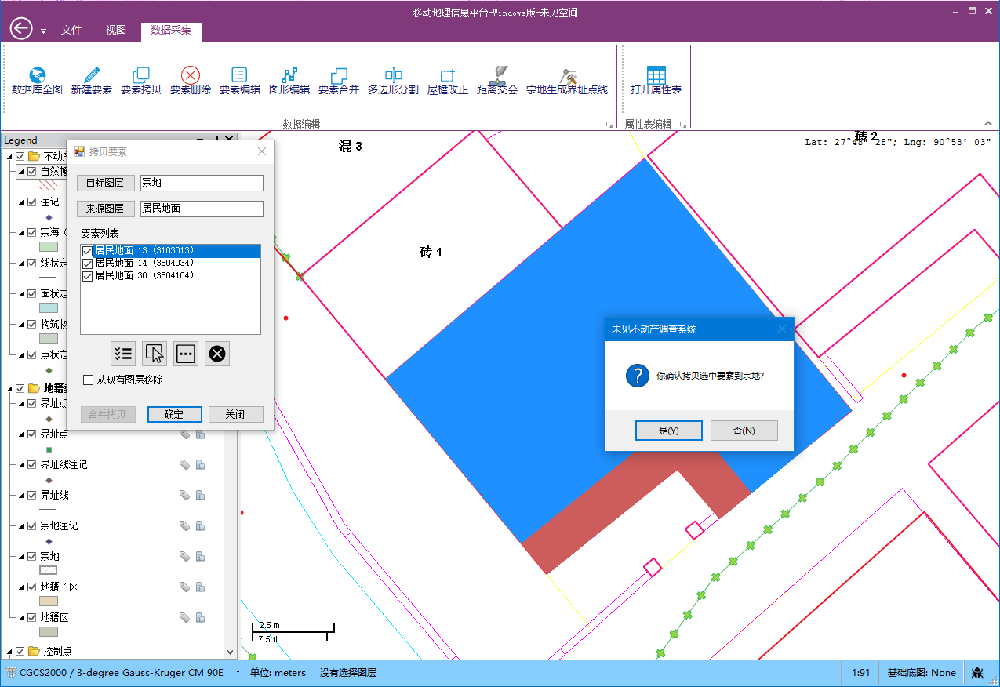 移动地理信息平台-Windows版-未见空间
文件 视图 数据采集
数据库全图 新建要素 要素拷贝 要素删除 要素编辑 图形编辑 要素合并 多边形分割 屋檐改正 距离交会 宗地生成界址点线 打开属性表
数据编辑 属性表编辑
Legend
不动产
自然幢
注记
宗海（
线状定
面状定
构筑物
点状定
地籍
界址点
界址点
界址线注记
界址线
宗地注记
宗地
地籍子区
地籍区
控制点
拷贝要素
目标图层 宗地
来源图层 居民地面
要素列表
居民地面 13 (3103013)
居民地面 14 (3804034)
居民地面 30 (3804104)
从现有图层移除
合并拷贝 确定 关闭
混 3
砖 2
Lat: 27°48' 28"; Lng: 90°58' 03"
砖 1
未见不动产调查系统
?
你确认拷贝选中要素到宗地?
是(Y) 否(N)
2.5 m
7.5 ft
CGCS2000 / 3-degree Gauss-Kruger CM 90E 单位: meters 没有选择图层 1:91 基础底图: None